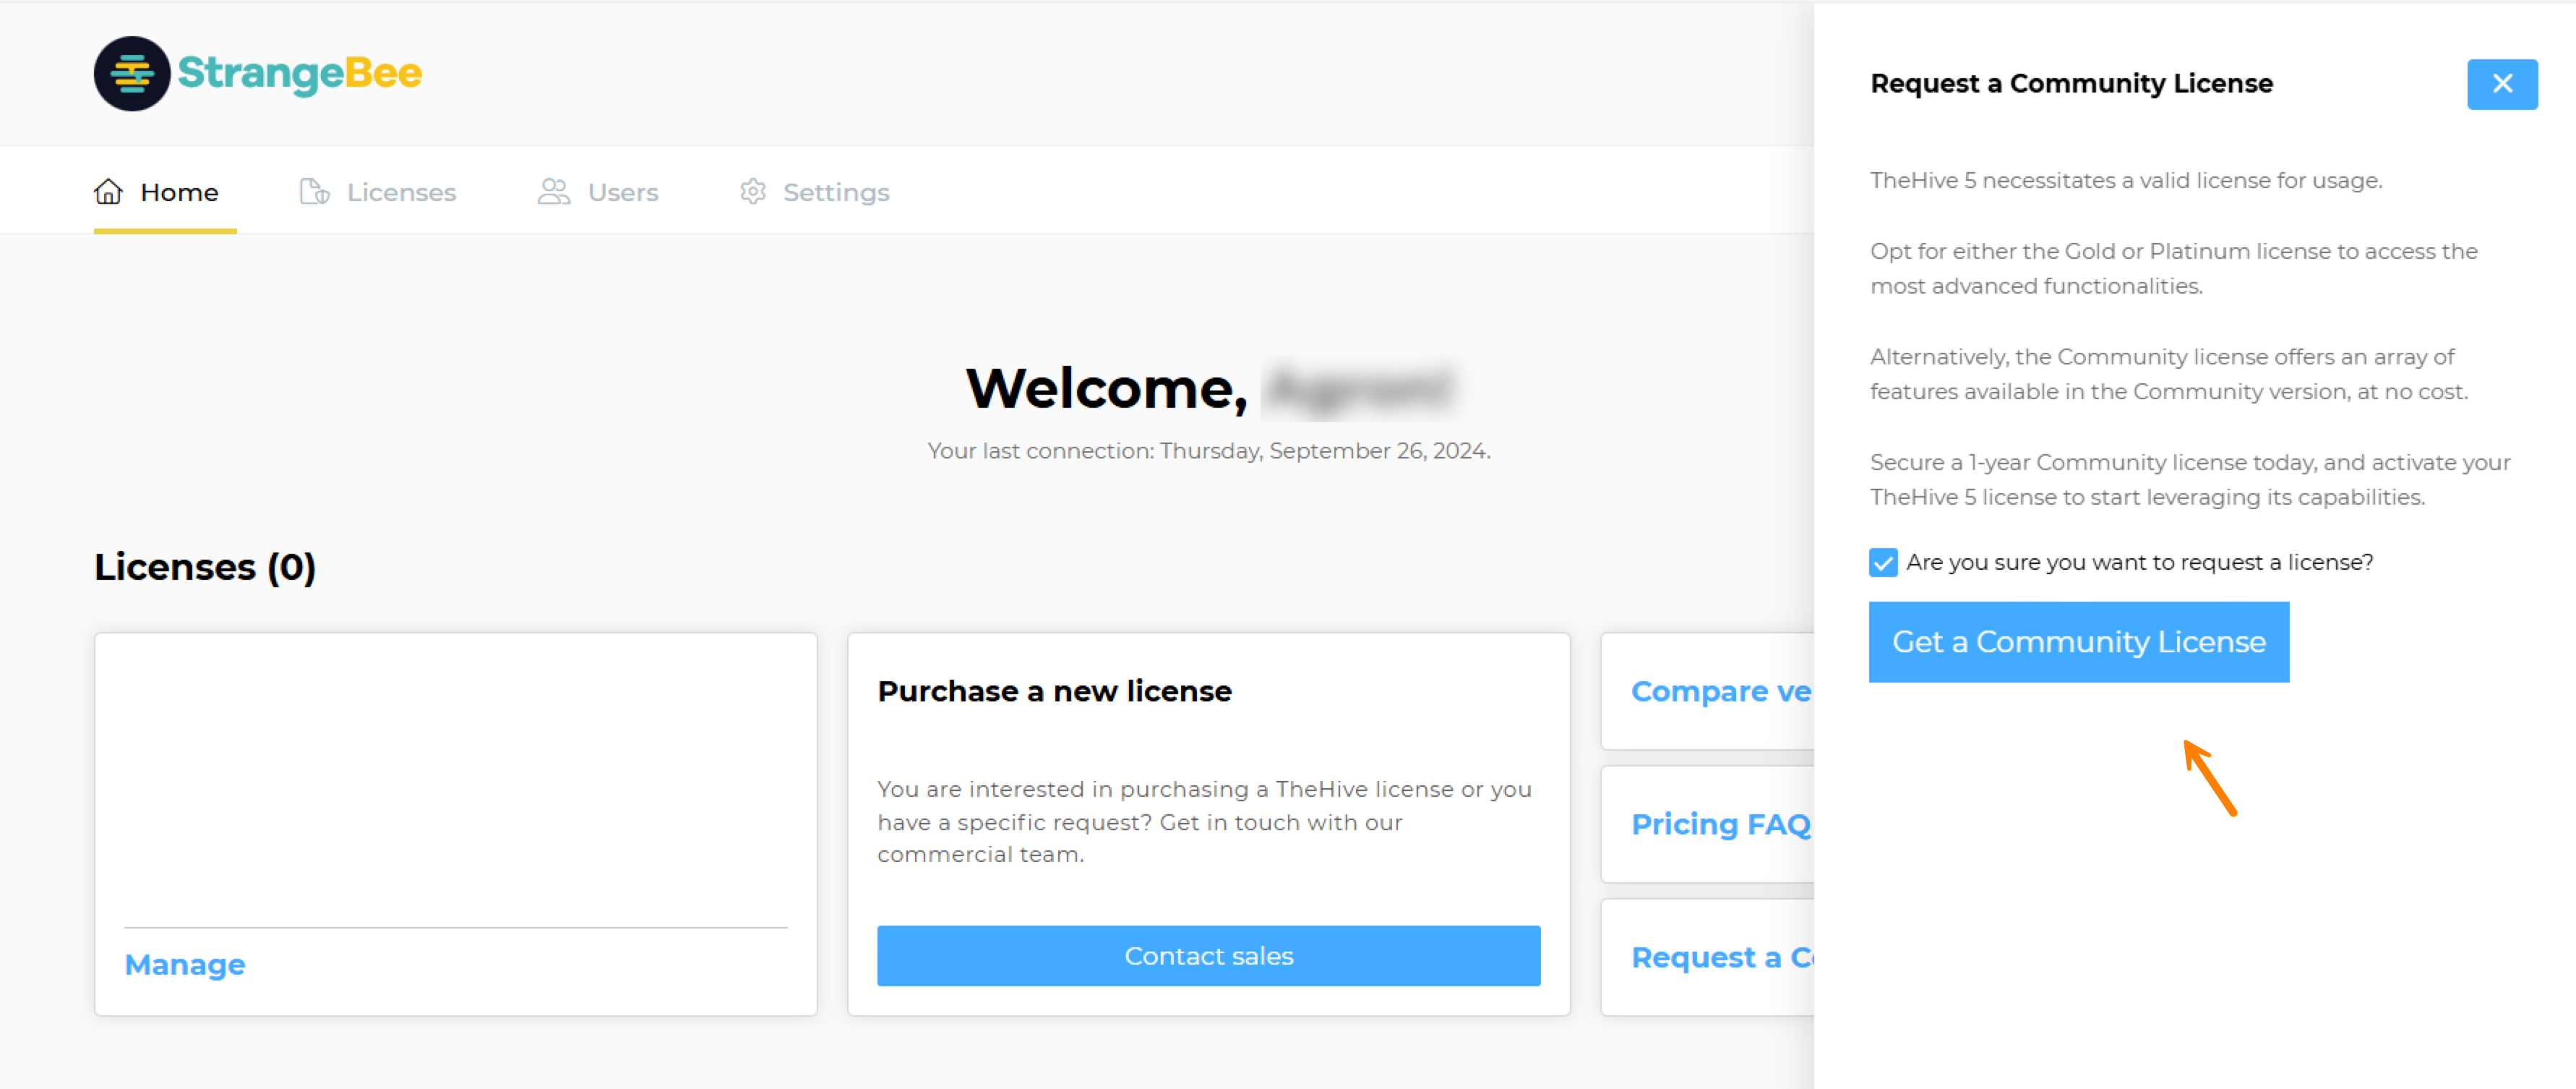 StrangeBee
Home
Licenses
Users
Settings
Welcome,
Your last connection: Thursday, September 26, 2024.
Licenses (0)
Manage
Purchase a new license
You are interested in purchasing a TheHive license or you
have a specific request? Get in touch with our
commercial team.
Contact sales
Compare ve
Pricing FAQ
Request a C
Request a Community License
TheHive 5 necessitates a valid license for usage.
Opt for either the Gold or Platinum license to access the
most advanced functionalities.
Alternatively, the Community license offers an array of
features available in the Community version, at no cost.
Secure a 1-year Community license today, and activate your
TheHive 5 license to start leveraging its capabilities.
Are you sure you want to request a license?
Get a Community License